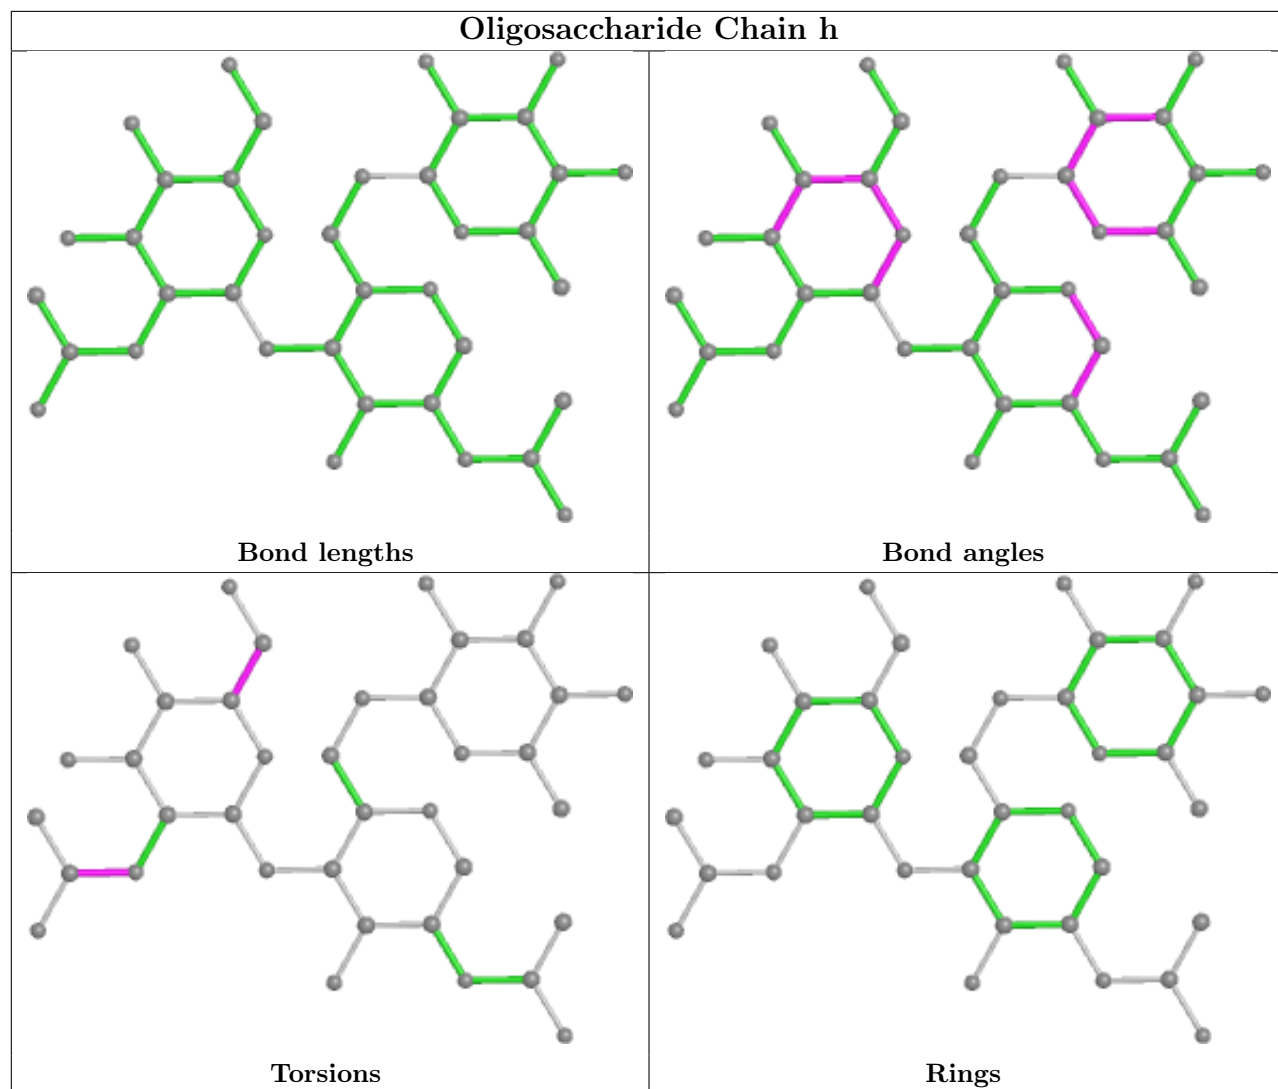 Oligosaccharide Chain h
Bond lengths
Bond angles
Torsions
Rings